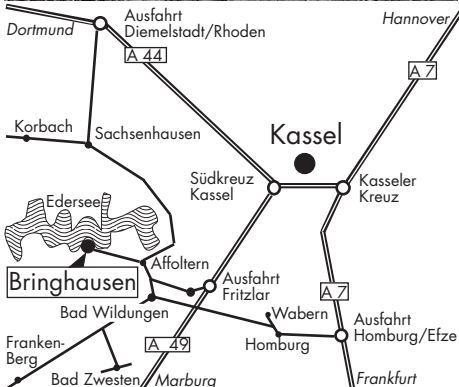 Dortmund
Ausfahrt
Diemelstadt/Rhoden
Hannover
A 44
A 7
Korbach
Sachsenhausen
Kassel
Südkreuz
Kassel
Kasseler
Kreuz
Edersee
Affoltern
Bringhausen
Ausfahrt
Fritzlar
A 7
Bad Wildungen
Wabern
Ausfahrt
Homburg/Efze
Homburg
Franken-
Berg
A 49
Bad Zwesten
Marburg
Frankfurt